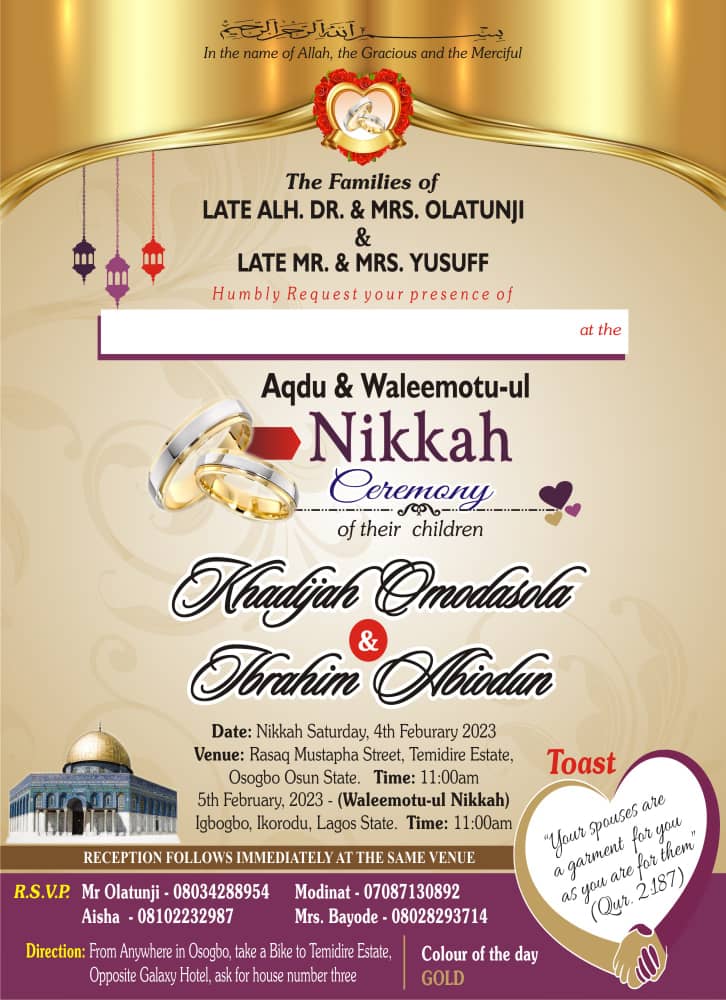 بسم الله الرحمن الرحيم
In the name of Allah, the Gracious and the Merciful
The Families of
LATE ALH. DR. & MRS. OLATUNJI
&
LATE MR. & MRS. YUSUFF
Humbly Request your presence of
at the
Aqdu & Waleemotu-ul
Nikkah
Ceremony
of their children
Khadijah Omodasola
&
Ibrahim Abiodun
Date: Nikkah Saturday, 4th Feburary 2023
Venue: Rasaq Mustapha Street, Temidire Estate,
Osogbo Osun State. Time: 11:00am
5th February, 2023 - (Waleemotu-ul Nikkah)
Igbogbo, Ikorodu, Lagos State. Time: 11:00am
Toast
"Your spouses are
a garment for you
as you are for them"
(Qur. 2:187)
RECEPTION FOLLOWS IMMEDIATELY AT THE SAME VENUE
R.S.V.P. Mr Olatunji - 08034288954 Modinat - 07087130892
Aisha - 08102232987 Mrs. Bayode - 08028293714
Direction: From Anywhere in Osogbo, take a Bike to Temidire Estate,
Opposite Galaxy Hotel, ask for house number three
Colour of the day
GOLD